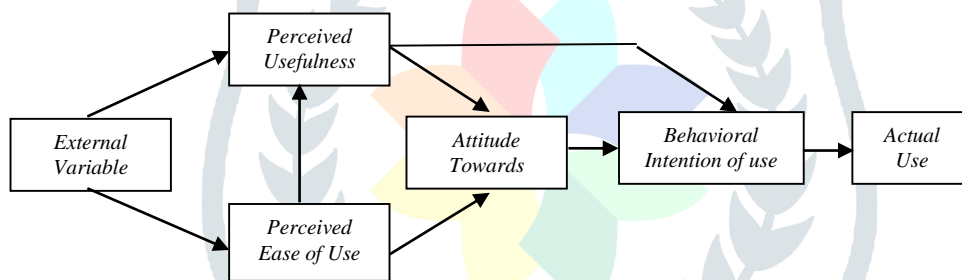 Perceived
Usefulness
External
Variable
Attitude
Towards
Behavioral
Intention of use
Actual
Use
Perceived
Ease of Use